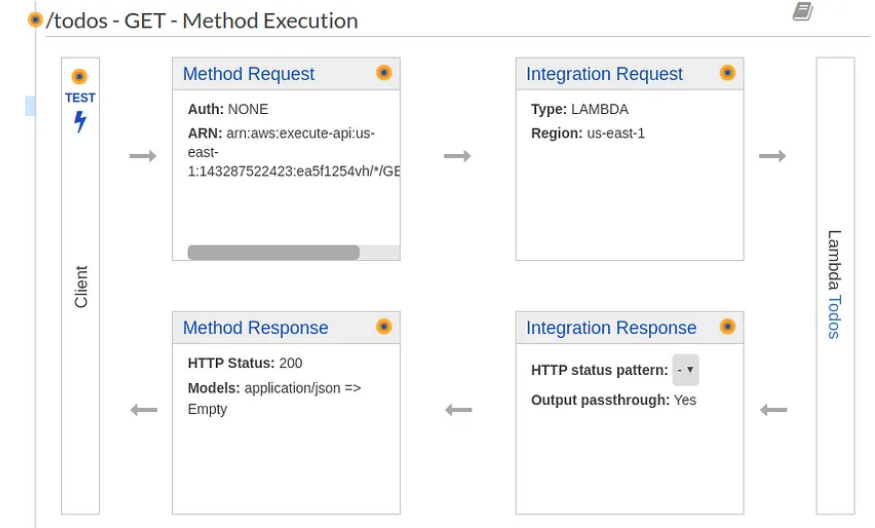 /todos - GET - Method Execution
TEST
Client
Method Request
Auth: NONE
ARN: arn:aws:execute-api:us-
east-
1:143287522423:ea5f1254vh/*/GE
Integration Request
Type: LAMBDA
Region: us-east-1
Lambda Todos
Method Response
HTTP Status: 200
Models: application/json =>
Empty
Integration Response
HTTP status pattern: -
Output passthrough: Yes